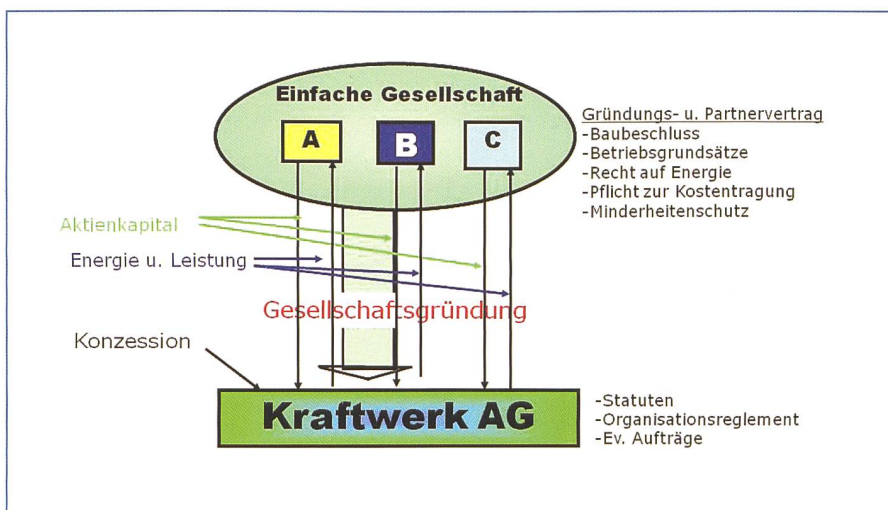 Einfache Gesellschaft
A
B
C
Gründungs- u. Partnervertrag
-Baubeschluss
-Betriebsgrundsätze
-Recht auf Energie
-Pflicht zur Kostentragung
-Minderheitenschutz
Aktienkapital
Energie u. Leistung
Gesellschaftsgründung
Konzession
Kraftwerk AG
-Statuten
-Organisationsreglement
-Ev. Aufträge